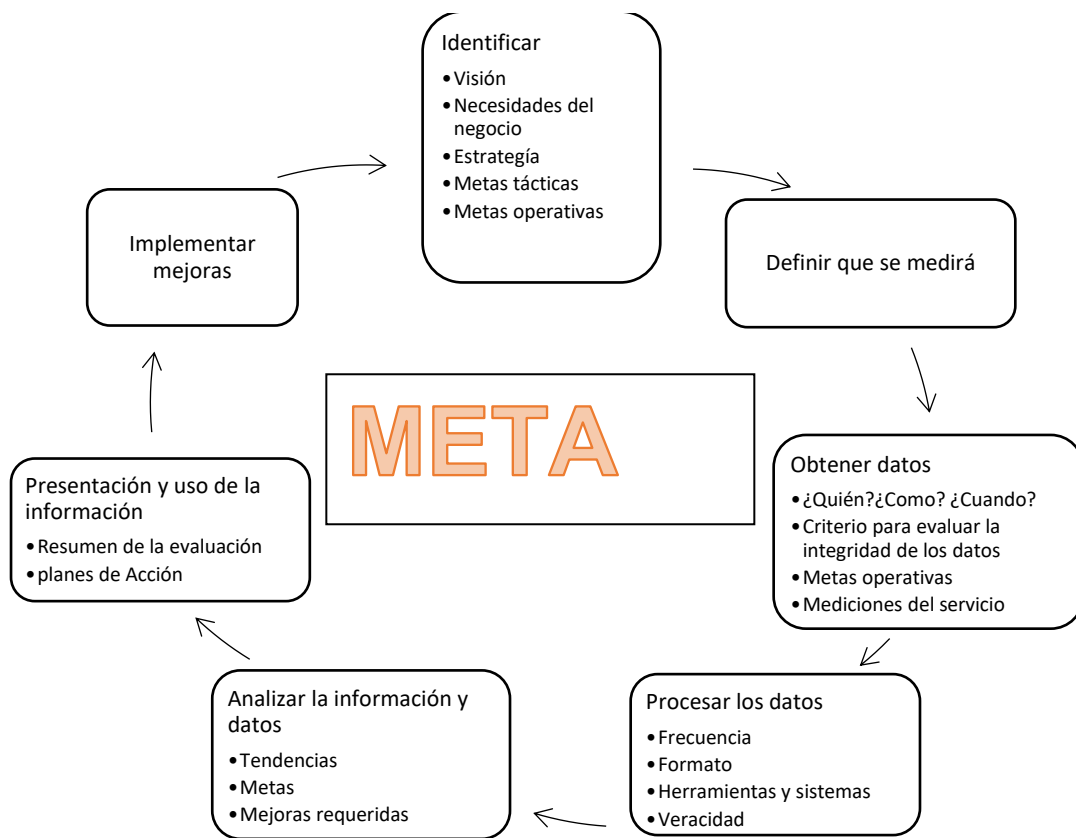 Identificar
•Visión
•Necesidades del
negocio
•Estrategía
•Metas tácticas
•Metas operativas
Definir que se medirá
Obtener datos
•¿Quién?¿Como? ¿Cuando?
•Criterio para evaluar la
integridad de los datos
•Metas operativas
•Mediciones del servicio
Procesar los datos
•Frecuencia
•Formato
•Herramientas y sistemas
•Veracidad
Analizar la información y
datos
•Tendencias
•Metas
•Mejoras requeridas
Presentación y uso de la
información
•Resumen de la evaluación
•planes de Acción
Implementar
mejoras
META